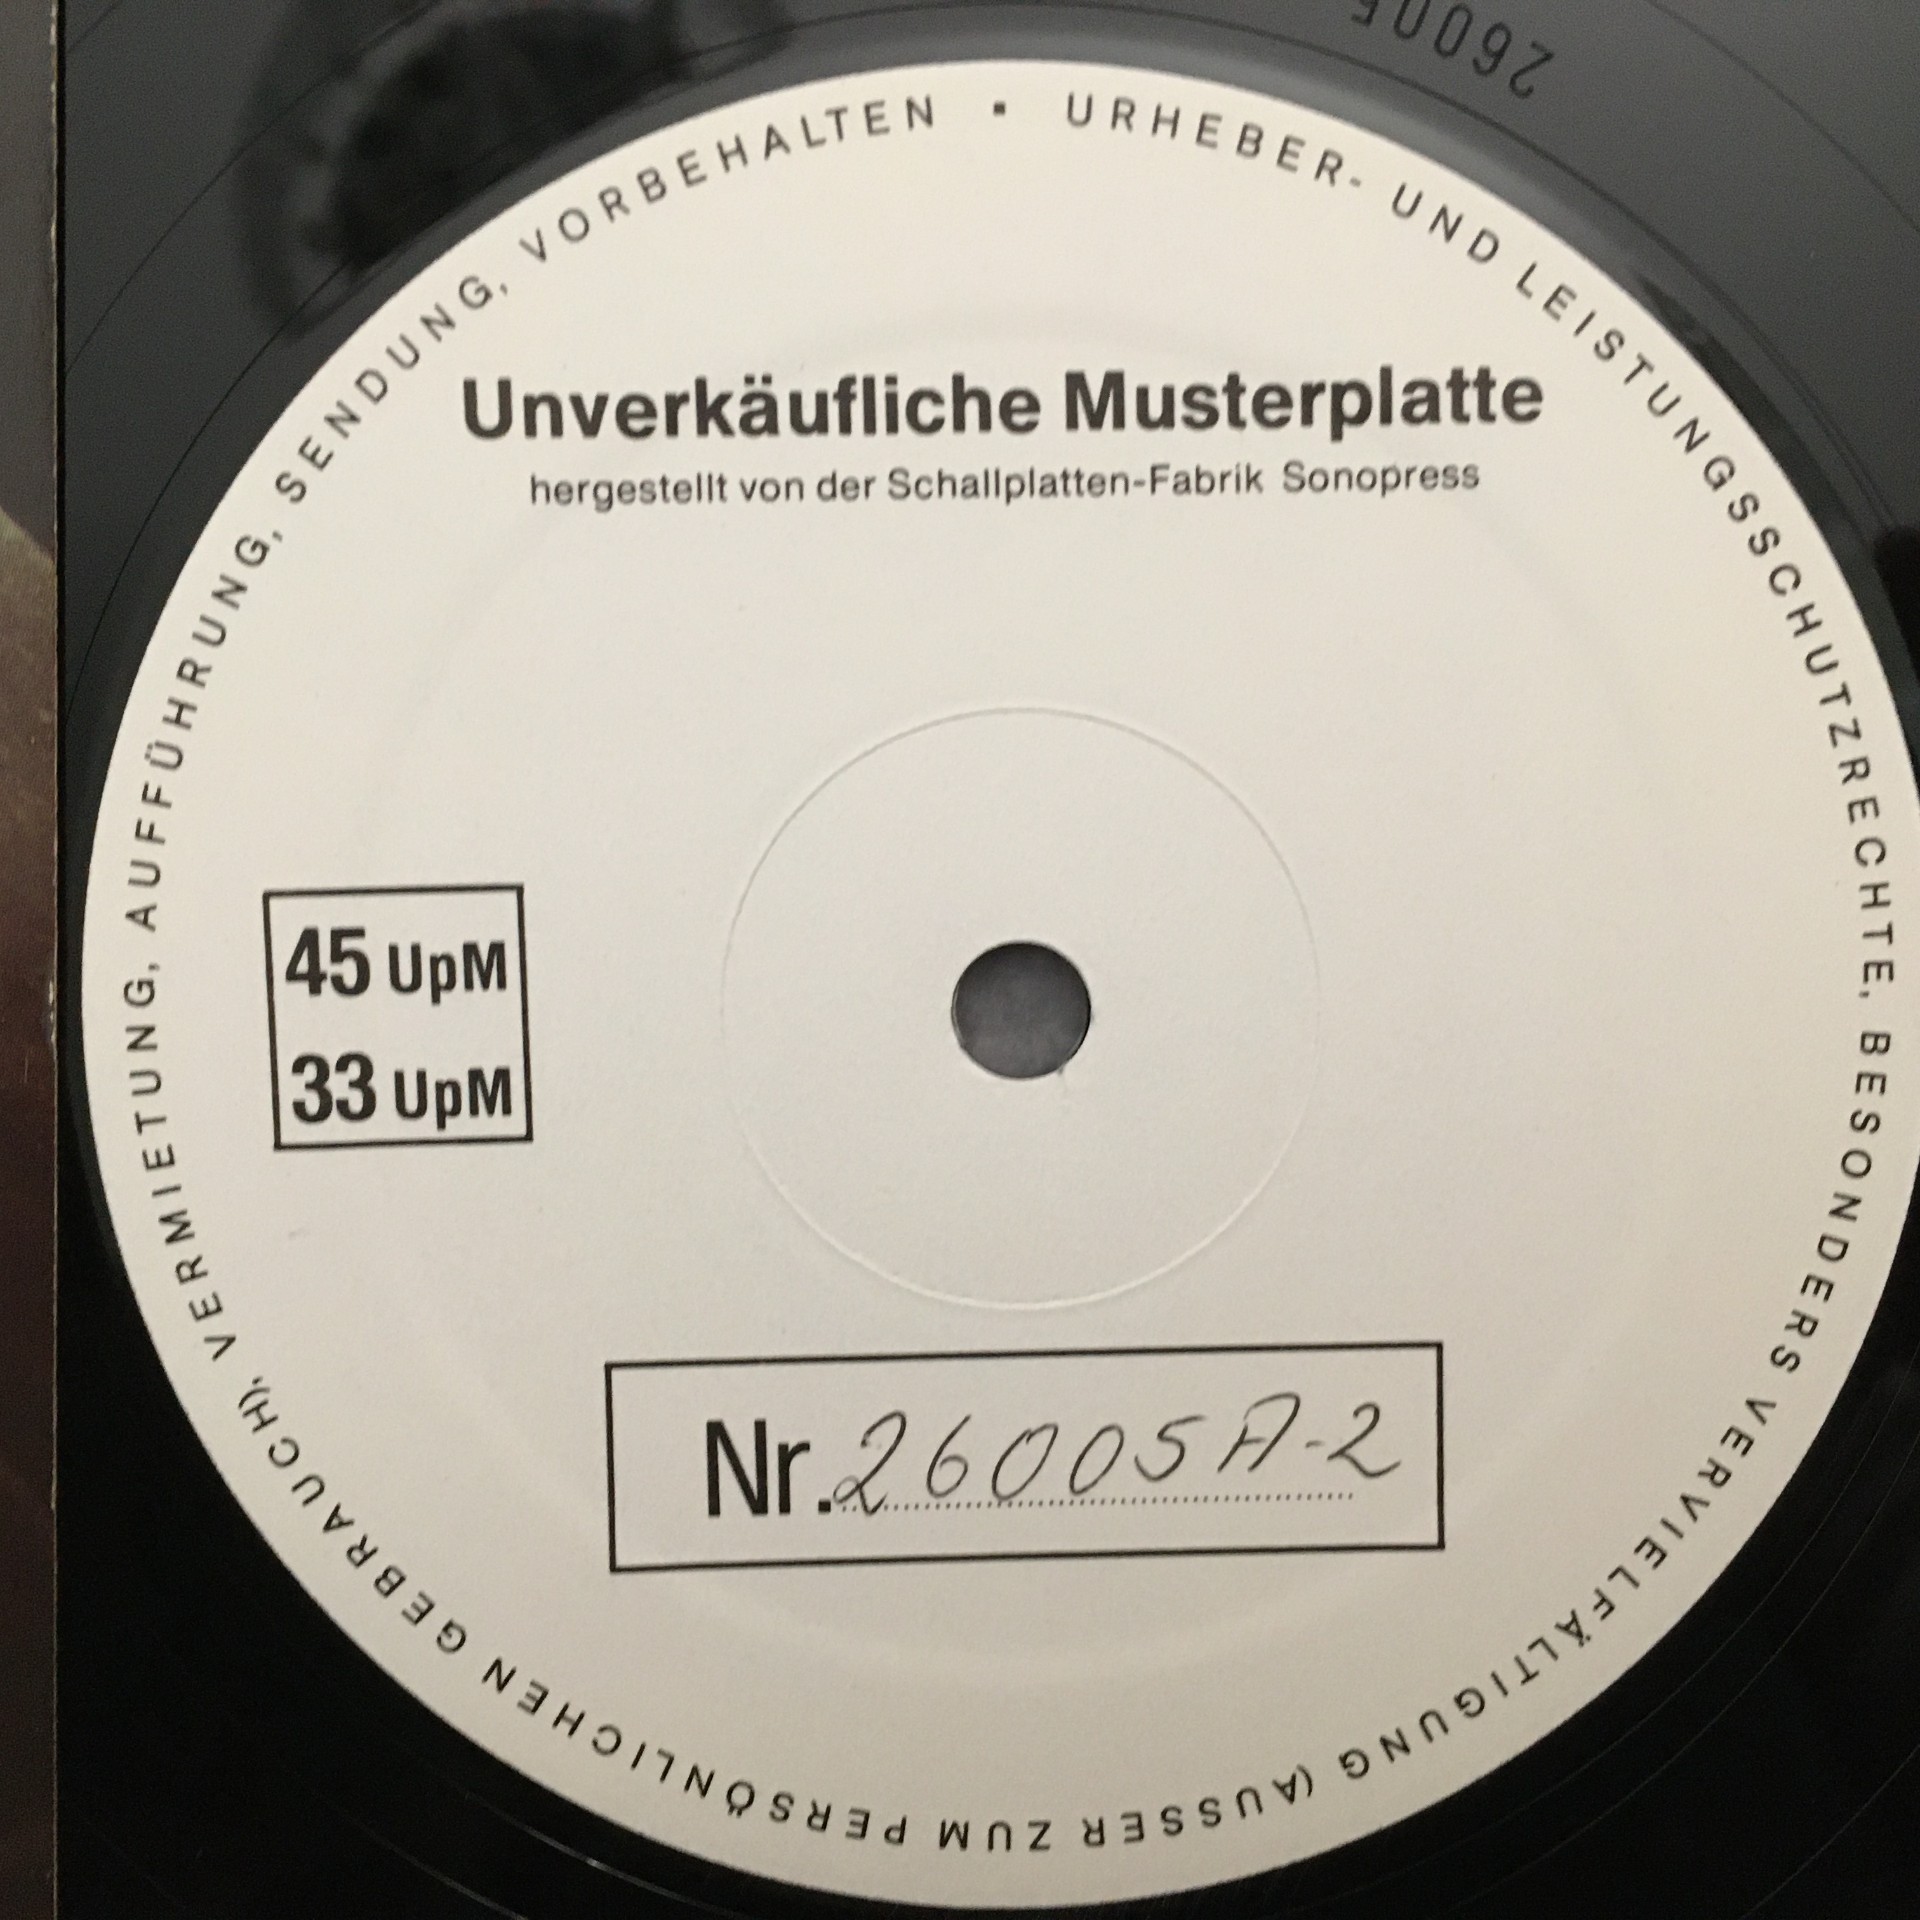 2600
URHEBER- UND LEISTUNGSSCHUTZRECHTE, BESONDERS VERVIELFÄLTIGUNG (AUSSER ZUM PERSÖNLICHEN GEBRAUCH), VERMIETUNG, AUFFÜHRUNG, SENDUNG, VORBEHALTEN ▪
Unverkäufliche Musterplatte
hergestellt von der Schallplatten-Fabrik Sonopress
45 UpM
33 UpM
Nr. 26005 A-2